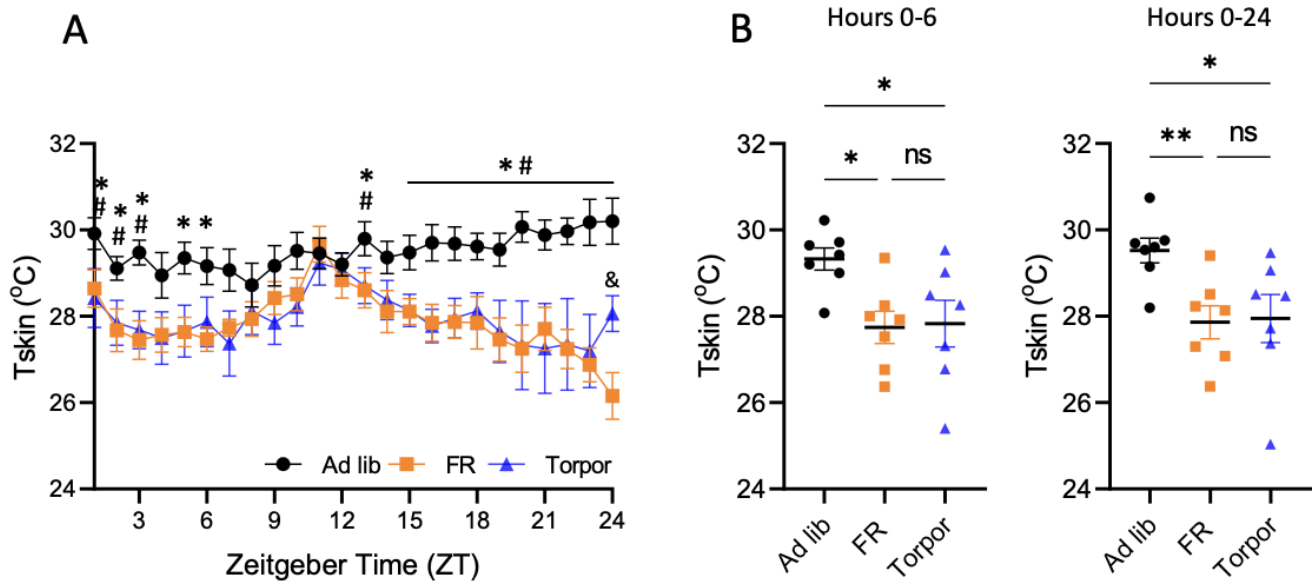 A
Tskin (°C)
32
30
28
26
24
*
#
*
#
*
#
* *
*
#
* #
&
Ad lib FR Torpor
3 6 9 12 15 18 21 24
Zeitgeber Time (ZT)
B
Hours 0-6
*
* ns
Tskin (°C)
32
30
28
26
24
Ad lib
FR
Torpor
Hours 0-24
*
** ns
Tskin (°C)
32
30
28
26
24
Ad lib
FR
Torpor